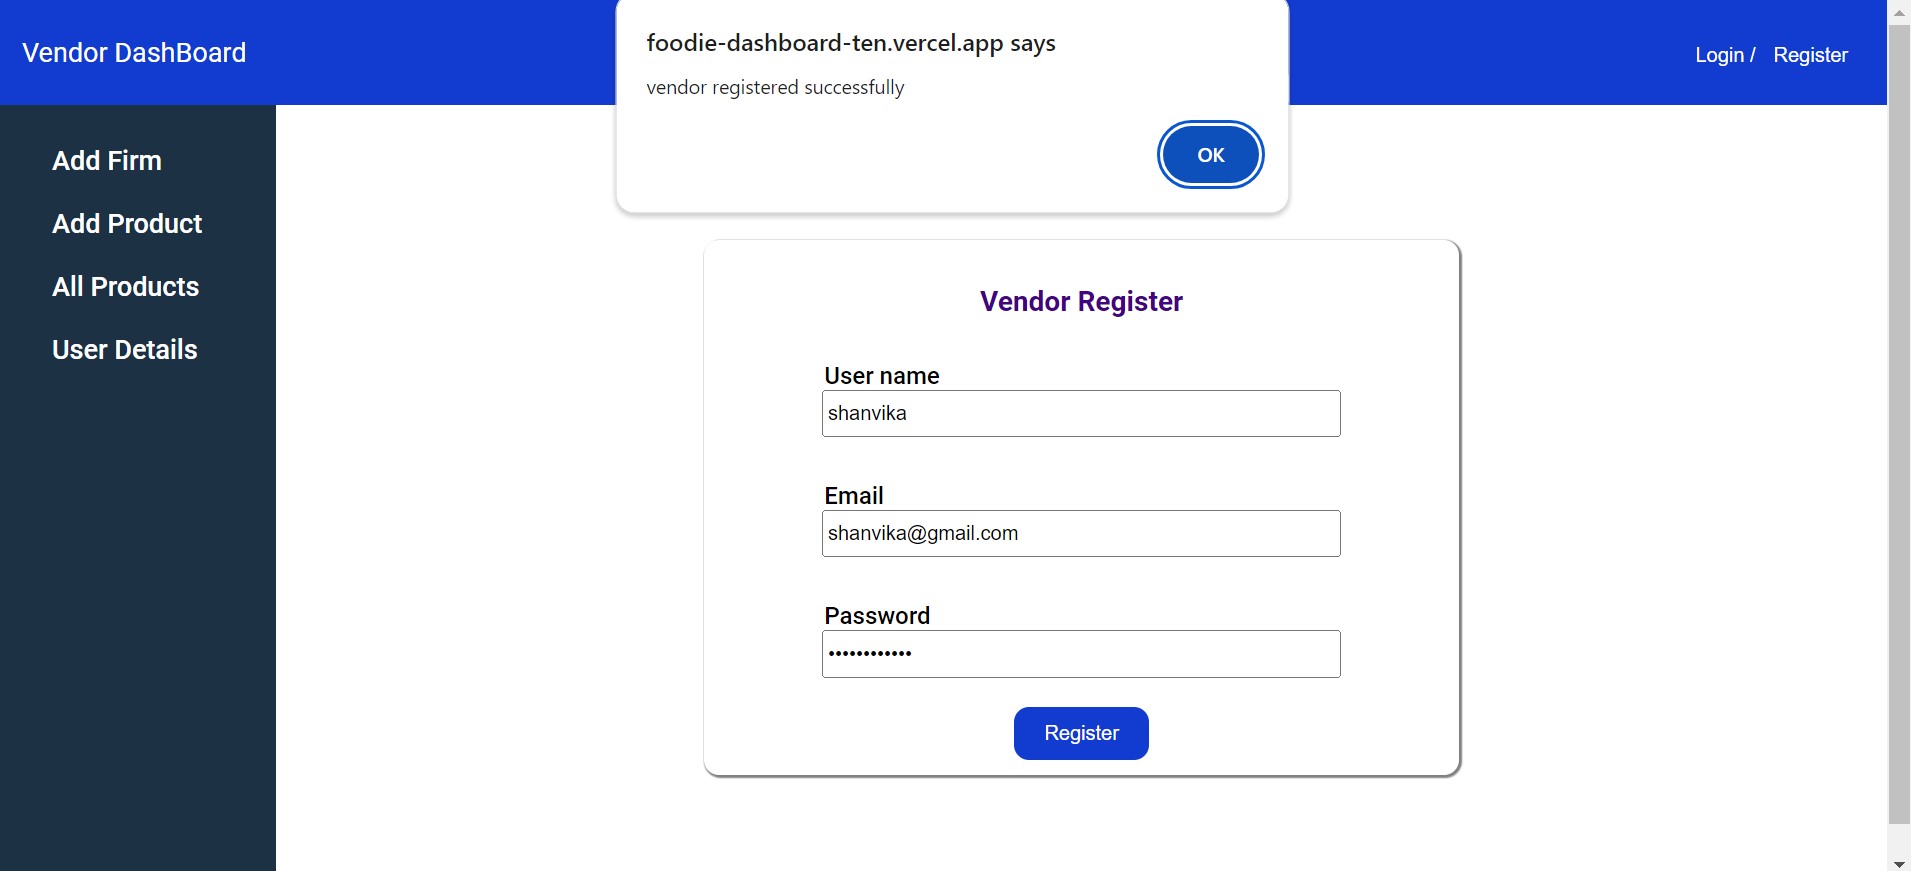 Vendor DashBoard
foodie-dashboard-ten.vercel.app says
vendor registered successfully
OK
Login / Register
Add Firm
Add Product
All Products
User Details
Vendor Register
User name
shanvika
Email
shanvika@gmail.com
Password
••••••••••••
Register